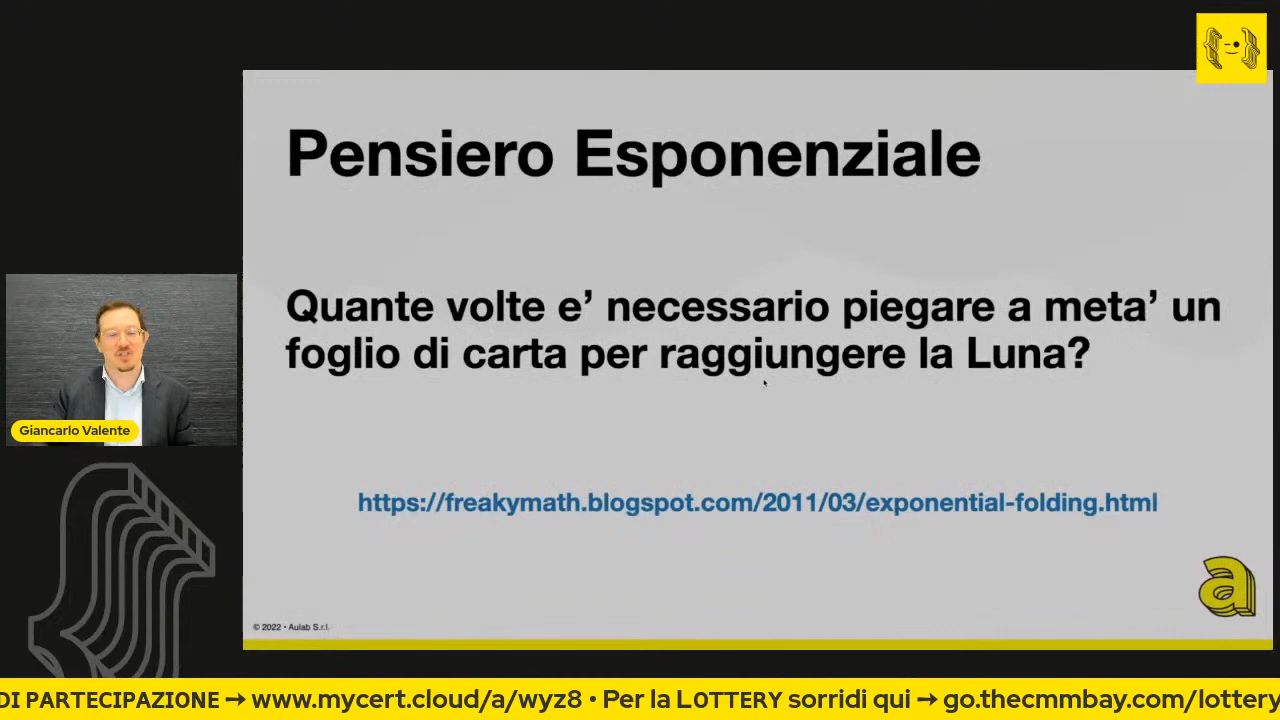 Pensiero Esponenziale
Quante volte e’ necessario piegare a meta’ un
foglio di carta per raggiungere la Luna?
https://freakymath.blogspot.com/2011/03/exponential-folding.html
Giancarlo Valente
a
© 2022 • Aulab S.r.l.
DI PARTECIPAZIONE → www.mycert.cloud/a/wyz8 • Per la LOTTERY sorridi qui → go.thecmmbay.com/lottery